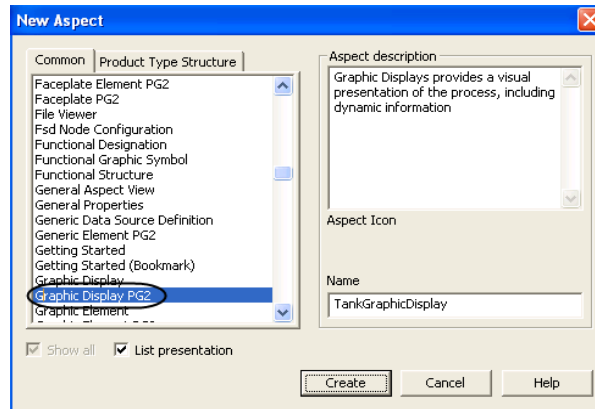 New Aspect
Common
Product Type Structure
Faceplate Element PG2
Faceplate PG2
File Viewer
Fsd Node Configuration
Functional Designation
Functional Graphic Symbol
Functional Structure
General Aspect View
General Properties
Generic Data Source Definition
Generic Element PG2
Getting Started
Getting Started (Bookmark)
Graphic Display
Graphic Display PG2
Graphic Element
Show all
List presentation
Aspect description
Graphic Displays provides a visual
presentation of the process, including
dynamic information
Aspect Icon
Name
TankGraphicDisplay
Create
Cancel
Help